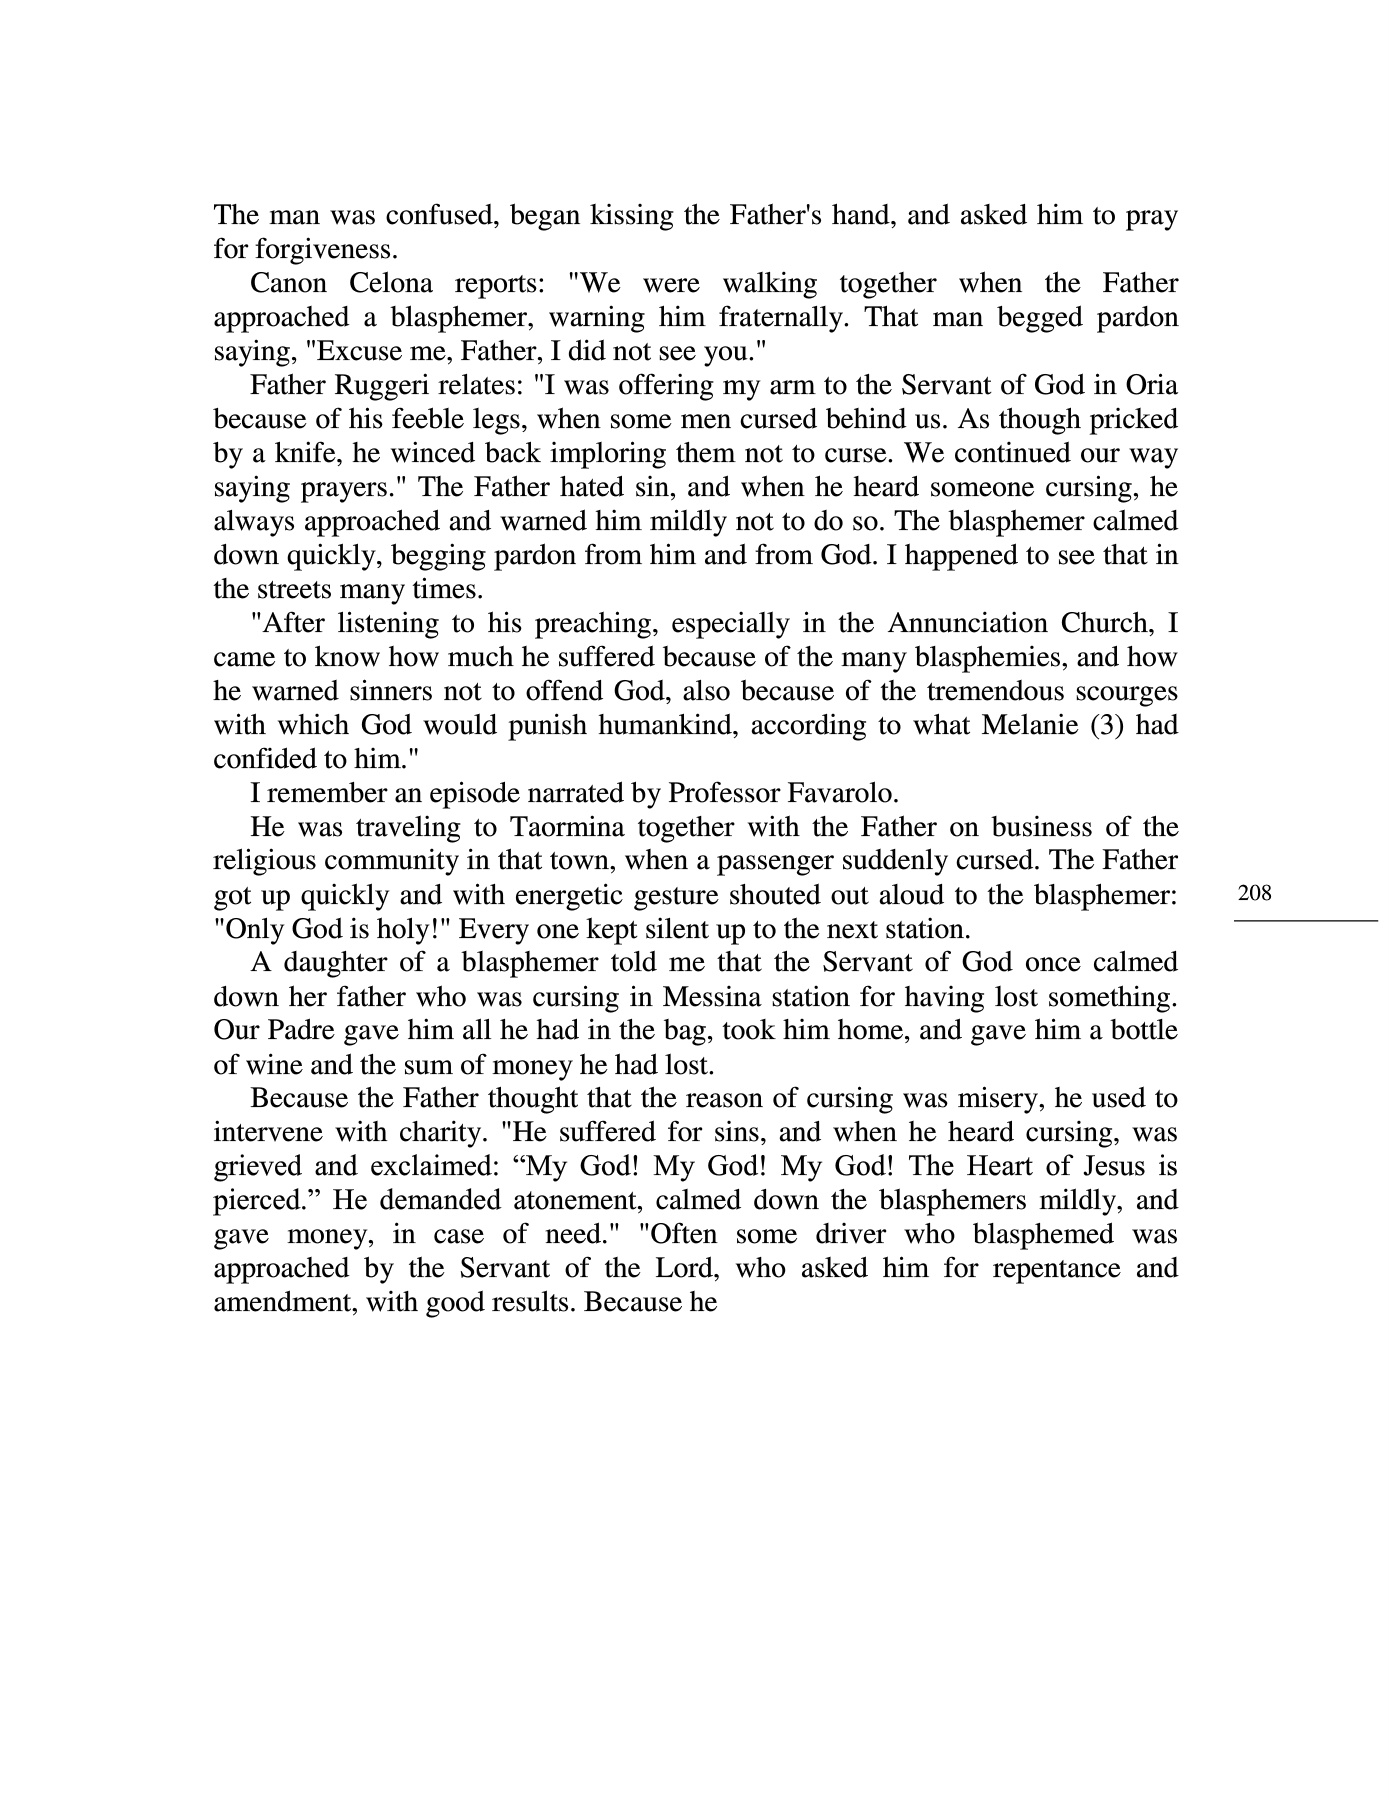 The man was confused, began kissing the Father's hand, and asked him to pray
for forgiveness.
Canon Celona reports: "We were walking together when the Father
approached a blasphemer, warning him fraternally. That man begged pardon
saying, "Excuse me, Father, I did not see you."
Father Ruggeri relates: "I was offering my arm to the Servant of God in Oria
because of his feeble legs, when some men cursed behind us. As though pricked
by a knife, he winced back imploring them not to curse. We continued our way
saying prayers." The Father hated sin, and when he heard someone cursing, he
always approached and warned him mildly not to do so. The blasphemer calmed
down quickly, begging pardon from him and from God. I happened to see that in
the streets many times.
"After listening to his preaching, especially in the Annunciation Church, I
came to know how much he suffered because of the many blasphemies, and how
he warned sinners not to offend God, also because of the tremendous scourges
with which God would punish humankind, according to what Melanie (3) had
confided to him."
I remember an episode narrated by Professor Favarolo.
He was traveling to Taormina together with the Father on business of the
religious community in that town, when a passenger suddenly cursed. The Father
got up quickly and with energetic gesture shouted out aloud to the blasphemer:
"Only God is holy!" Every one kept silent up to the next station.
A daughter of a blasphemer told me that the Servant of God once calmed
down her father who was cursing in Messina station for having lost something.
Our Padre gave him all he had in the bag, took him home, and gave him a bottle
of wine and the sum of money he had lost.
Because the Father thought that the reason of cursing was misery, he used to
intervene with charity. "He suffered for sins, and when he heard cursing, was
grieved and exclaimed: “My God! My God! My God! The Heart of Jesus is
pierced.” He demanded atonement, calmed down the blasphemers mildly, and
gave money, in case of need." "Often some driver who blasphemed was
approached by the Servant of the Lord, who asked him for repentance and
amendment, with good results. Because he
208